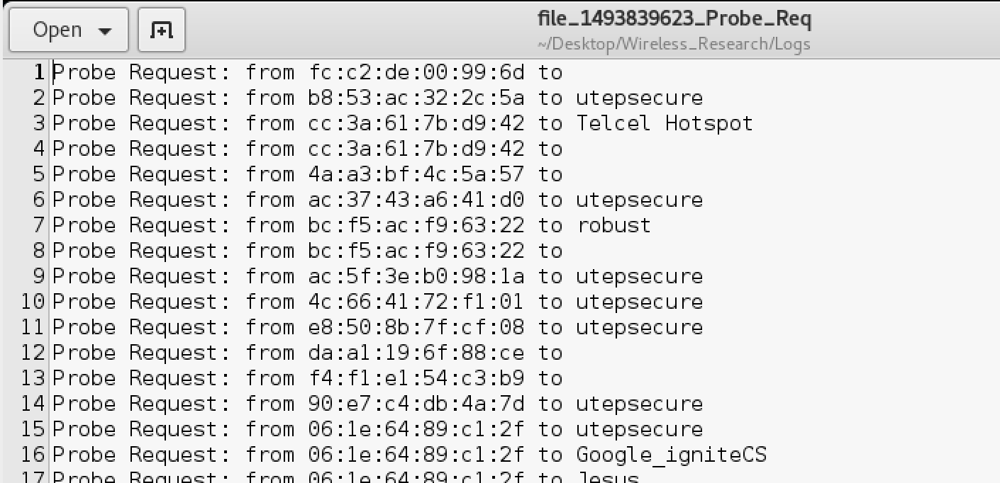 Open
file_1493839623_Probe_Req
~/Desktop/Wireless_Research/Logs
1 Probe Request: from fc:c2:de:00:99:6d to
2 Probe Request: from b8:53:ac:32:2c:5a to utepsecure
3 Probe Request: from cc:3a:61:7b:d9:42 to Telcel Hotspot
4 Probe Request: from cc:3a:61:7b:d9:42 to
5 Probe Request: from 4a:a3:bf:4c:5a:57 to
6 Probe Request: from ac:37:43:a6:41:d0 to utepsecure
7 Probe Request: from bc:f5:ac:f9:63:22 to robust
8 Probe Request: from bc:f5:ac:f9:63:22 to
9 Probe Request: from ac:5f:3e:b0:98:1a to utepsecure
10 Probe Request: from 4c:66:41:72:f1:01 to utepsecure
11 Probe Request: from e8:50:8b:7f:cf:08 to utepsecure
12 Probe Request: from da:a1:19:6f:88:ce to
13 Probe Request: from f4:f1:e1:54:c3:b9 to
14 Probe Request: from 90:e7:c4:db:4a:7d to utepsecure
15 Probe Request: from 06:1e:64:89:c1:2f to utepsecure
16 Probe Request: from 06:1e:64:89:c1:2f to Google_igniteCS
17 Probe Request: from 06:1e:64:89:c1:2f to Jesus